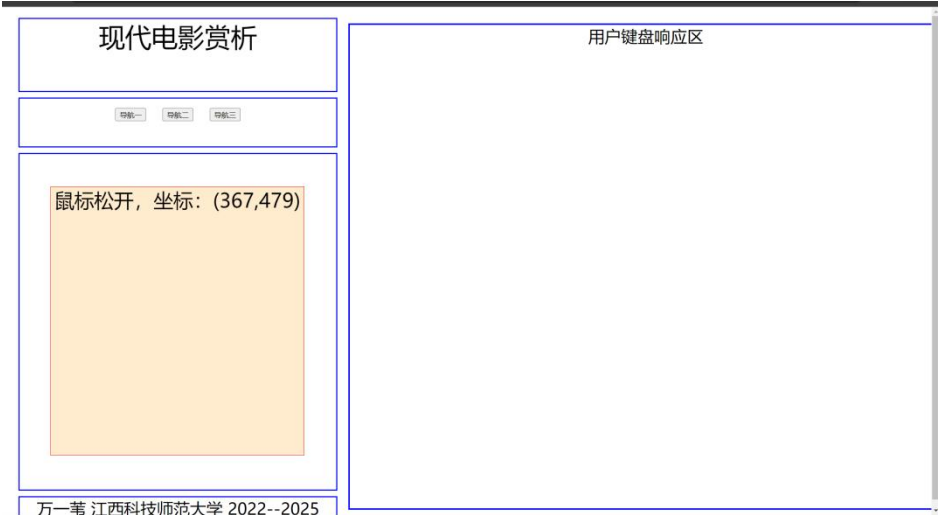 现代电影赏析
导航一 导航二 导航三
鼠标松开，坐标：(367,479)
万一苇 江西科技师范大学 2022--2025
用户键盘响应区